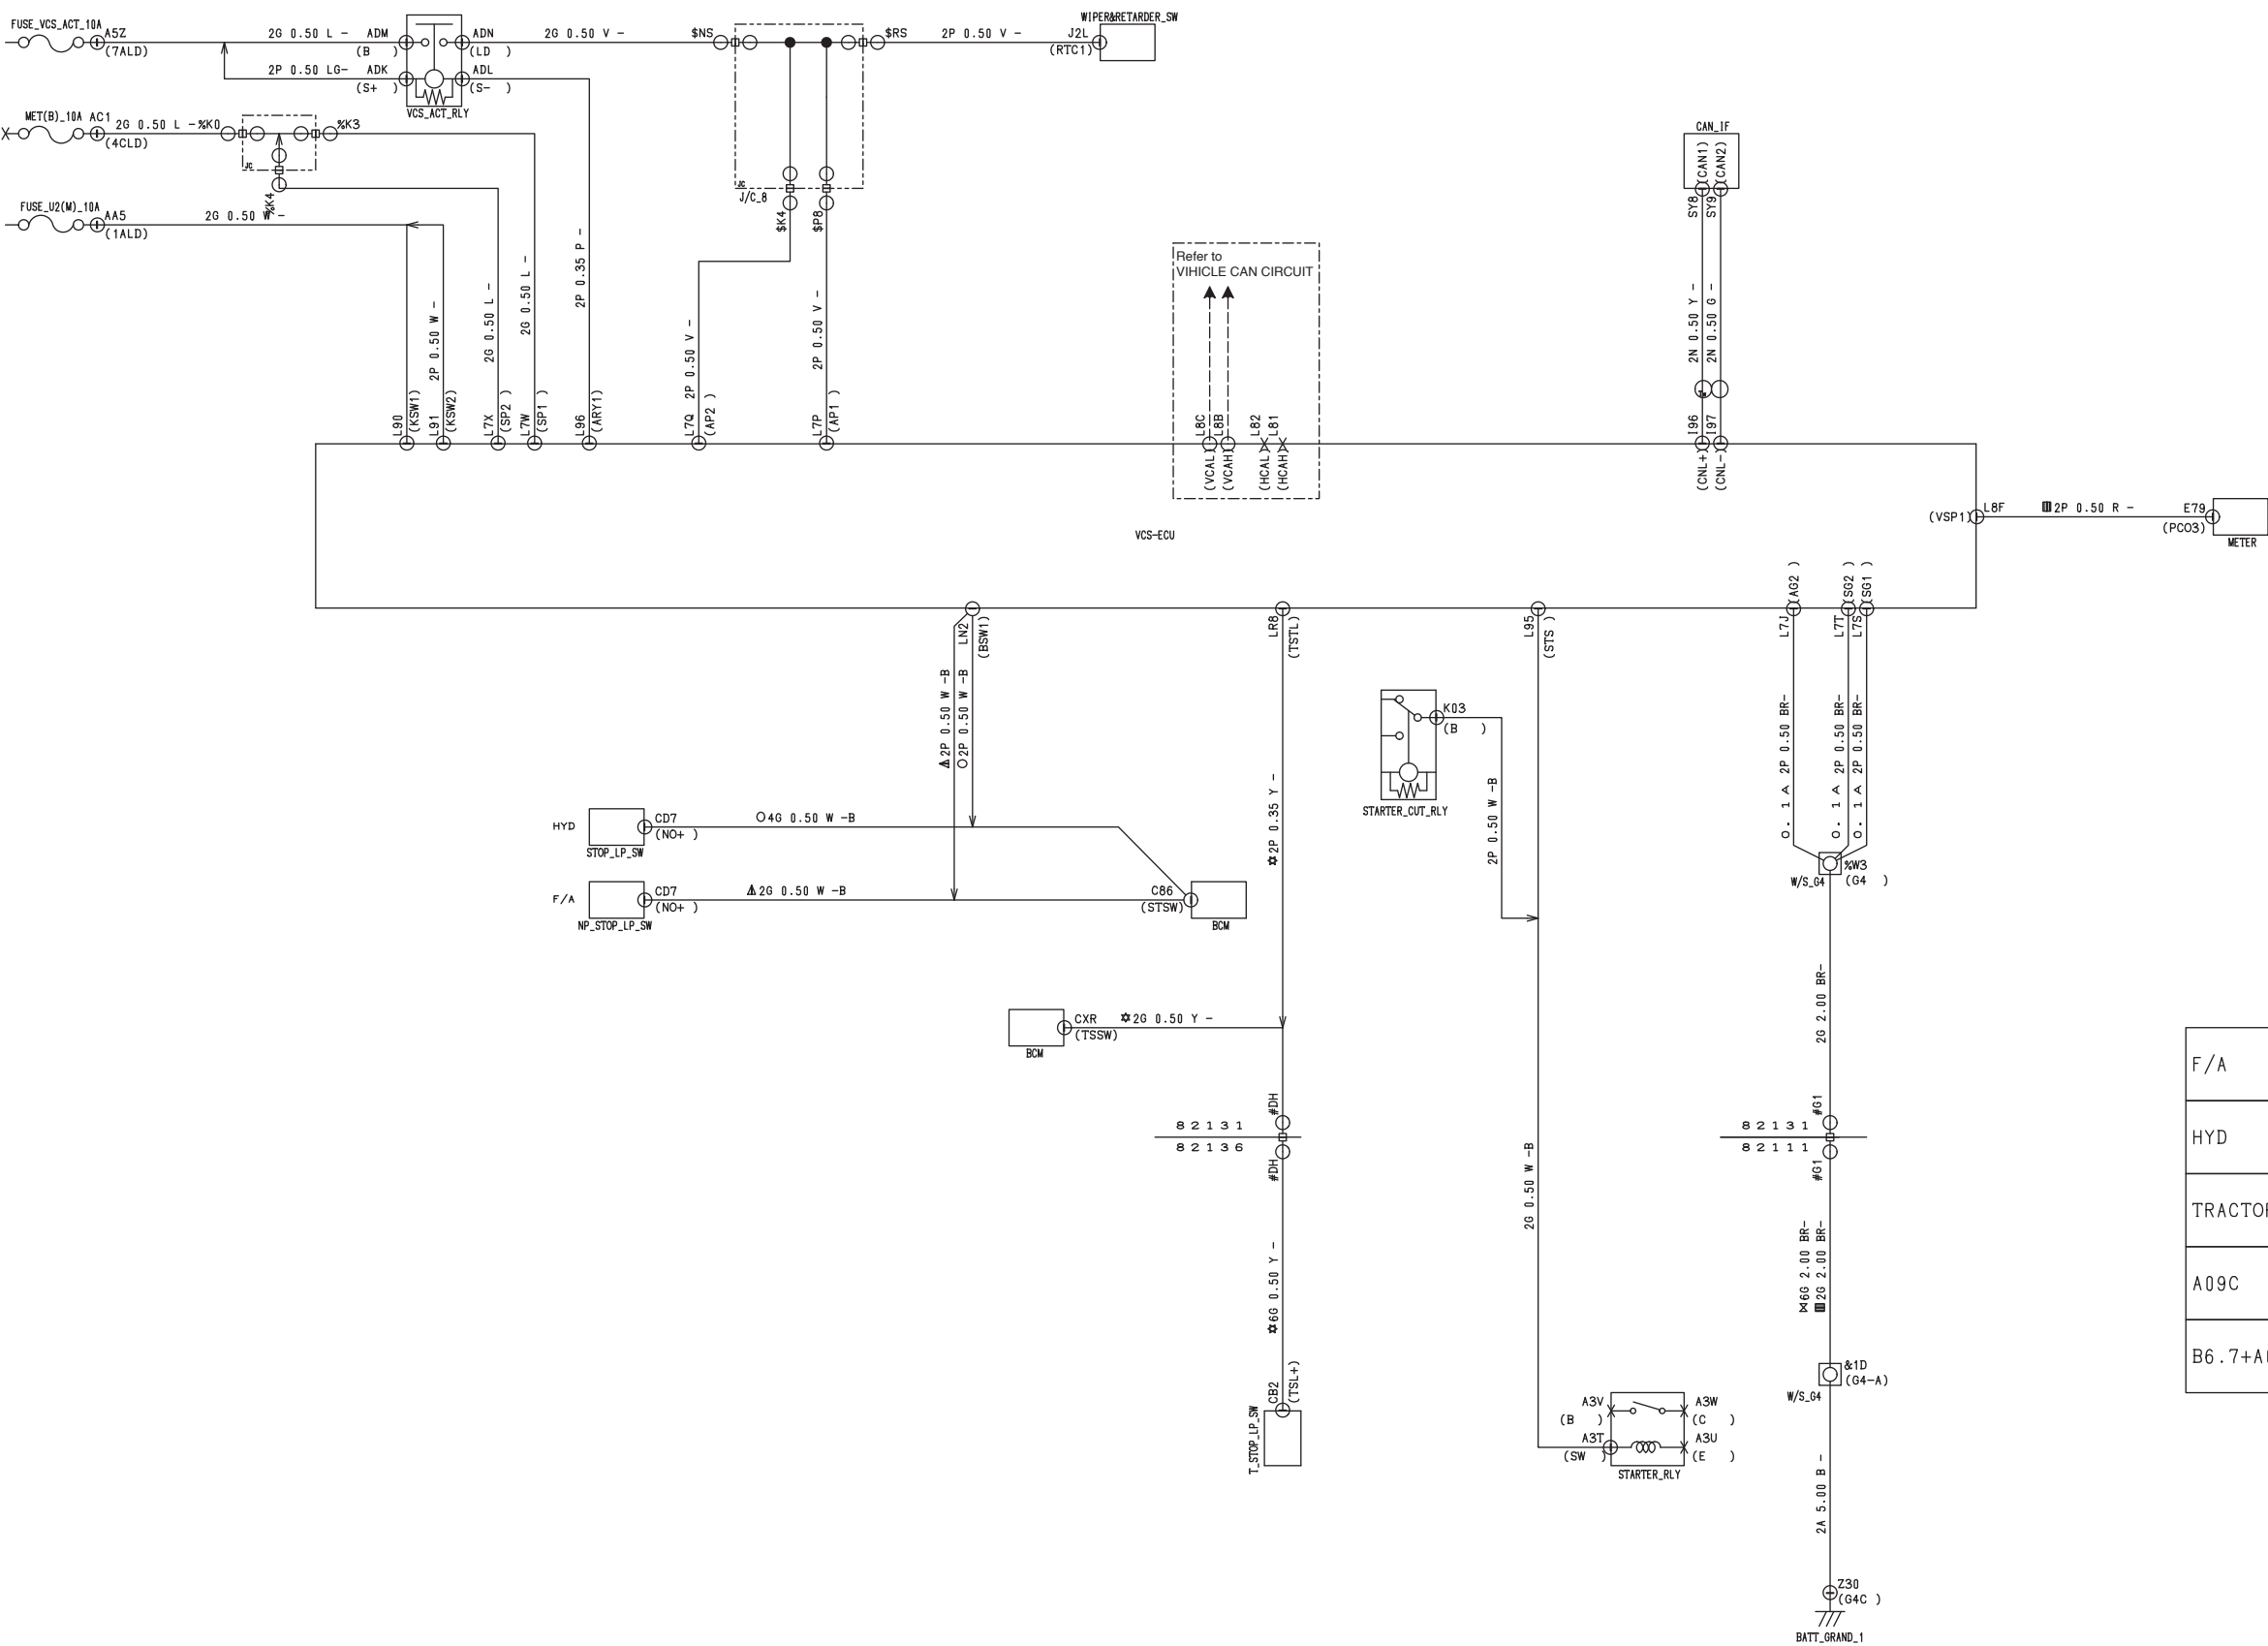 FUSE_VCS_ACT_10A
A5Z
(7ALD)
2G 0.50 L -
ADM
(B )
2P 0.50 LG-
ADK
(S+ )
ADN
(LD )
ADL
(S- )
VCS_ACT_RLY
2G 0.50 V -
$NS
$RS
2P 0.50 V -
WIPER&RETARDER_SW
J2L
(RTC1)
MET(B)_10A
AC1
(4CLD)
2G 0.50 L -
%K0
%K3
JC
%K4
JC
J/C_8
$K4
$P8
FUSE_U2(M)_10A
AA5
(1ALD)
2G 0.50 W -
2P 0.50 W -
2G 0.50 L -
2G 0.50 L -
2P 0.35 P -
2P 0.50 V -
2P 0.50 V -
L90
(KSW1)
L91
(KSW2)
L7X
(SP2 )
L7W
(SP1 )
L96
(ARY1)
L7Q
(AP2 )
L7P
(AP1 )
Refer to
VIHICLE CAN CIRCUIT
L8C
L8B
L82
L81
(VCAL)
(VCAH)
(HCAL)
(HCAH)
CAN_IF
(CAN1)
(CAN2)
SY8
SY9
2N 0.50 Y -
2N 0.50 G -
Tw
I96
I97
(CNL+)
(CNL-)
VCS-ECU
(VSP1)
L8F
2P 0.50 R -
E79
(PCO3)
METER
LN2
(BSW1)
2P 0.50 W -B
2P 0.50 W -B
LR8
(TSTL)
L95
(STS )
(AG2 )
(SG2 )
(SG1 )
L7J
L7T
L7S
0. 1 A 2P 0.50 BR-
0. 1 A 2P 0.50 BR-
0. 1 A 2P 0.50 BR-
W/S_G4
%W3
(G4 )
K03
(B )
STARTER_CUT_RLY
2P 0.50 W -B
2P 0.35 Y -
HYD
STOP_LP_SW
CD7
(NO+ )
4G 0.50 W -B
F/A
NP_STOP_LP_SW
CD7
(NO+ )
2G 0.50 W -B
C86
(STSW)
BCM
BCM
CXR
(TSSW)
2G 0.50 Y -
2G 2.00 BR-
#DH
82131
82136
#DH
#G1
82131
82111
#G1
6G 0.50 Y -
CB2
(TSL+)
T_STOP_LP_SW
2G 0.50 W -B
6G 2.00 BR-
2G 2.00 BR-
A3V
(B )
A3T
(SW )
A3W
(C )
A3U
(E )
STARTER_RLY
&1D
(G4-A)
W/S_G4
2A 5.00 B -
Z30
(G4C )
BATT_GRAND_1
F/A
HYD
TRACTO
A09C
B6.7+A